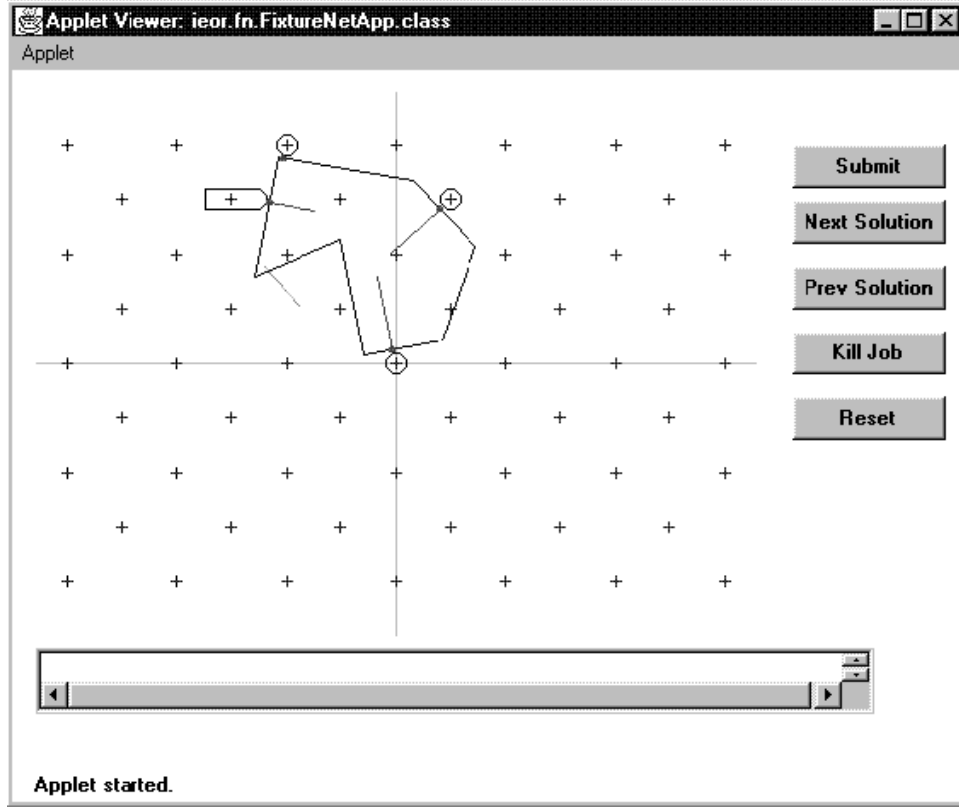 Applet Viewer: ieor.fn.FixtureNetApp.class
Applet
Submit
Next Solution
Prev Solution
Kill Job
Reset
Applet started.